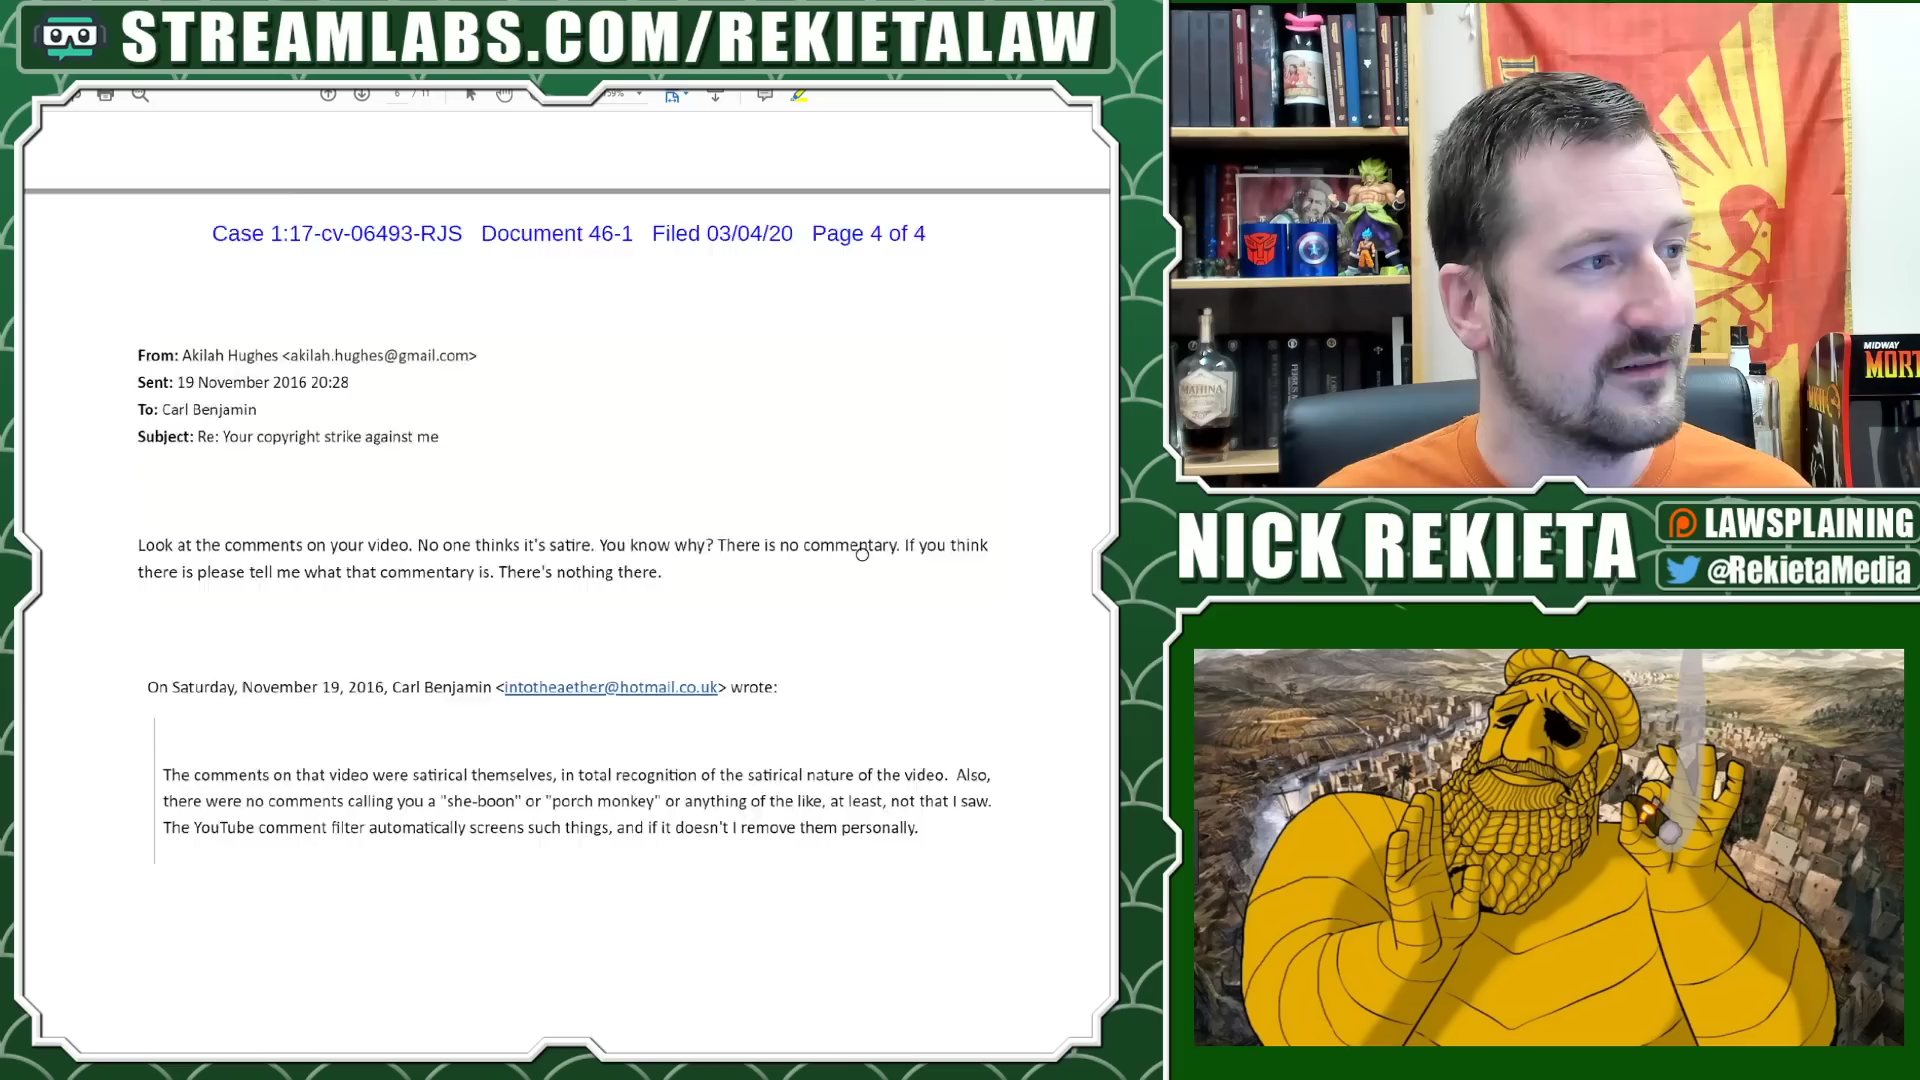 STREAMLABS.COM/REKIETALAW
6 / 11
Case 1:17-cv-06493-RJS Document 46-1 Filed 03/04/20 Page 4 of 4
From: Akilah Hughes <akilah.hughes@gmail.com>
Sent: 19 November 2016 20:28
To: Carl Benjamin
Subject: Re: Your copyright strike against me
Look at the comments on your video. No one thinks it's satire. You know why? There is no commentary. If you think
there is please tell me what that commentary is. There's nothing there.
On Saturday, November 19, 2016, Carl Benjamin <intotheaether@hotmail.co.uk> wrote:
The comments on that video were satirical themselves, in total recognition of the satirical nature of the video. Also,
there were no comments calling you a "she-boon" or "porch monkey" or anything of the like, at least, not that I saw.
The YouTube comment filter automatically screens such things, and if it doesn't I remove them personally.
MAHINA
MIDWAY
MORT
NICK REKIETA
LAWSPLAINING
@RekietaMedia